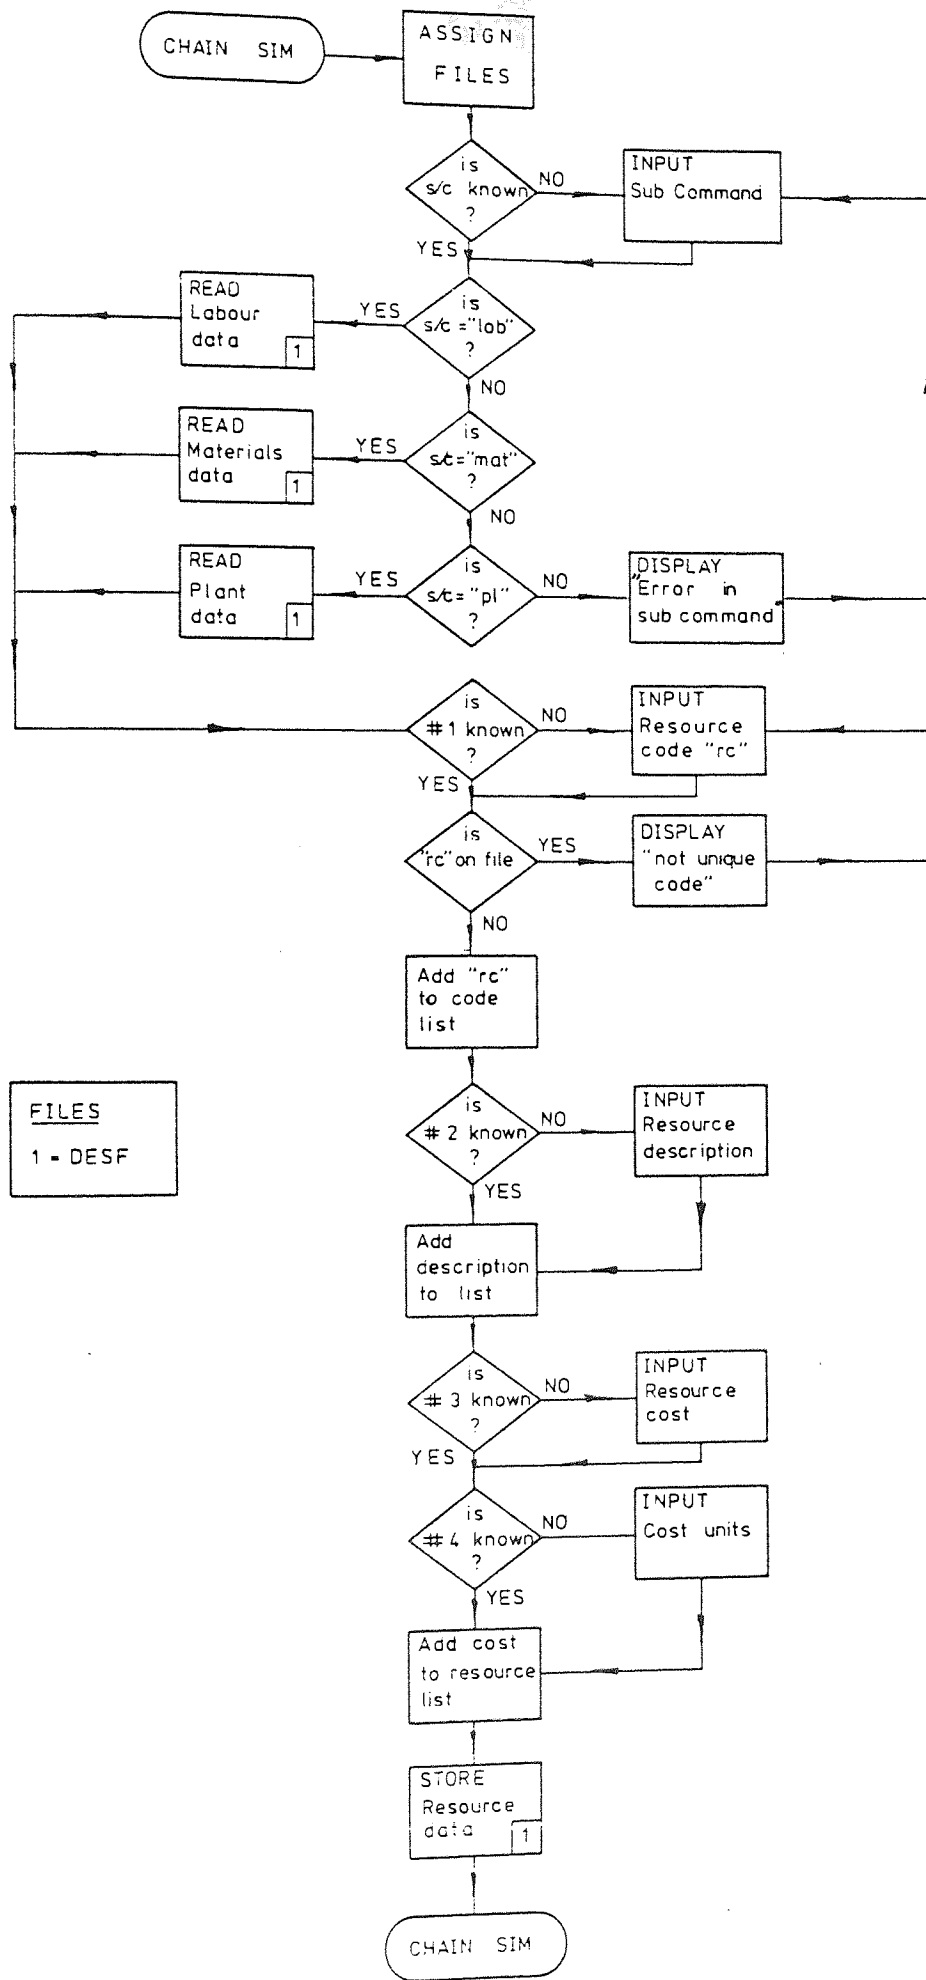 CHAIN SIM
ASSIGN
FILES
is
s/c known
?
NO
INPUT
Sub Command
YES
READ
Labour
data
1
YES
is
s/c = "lab"
?
NO
READ
Materials
data
1
YES
is
s/c = "mat"
?
NO
READ
Plant
data
1
YES
is
s/c = "pl"
?
NO
DISPLAY
"Error in
sub command"
is
# 1 known
?
NO
INPUT
Resource
code "rc"
YES
is
"rc" on file
YES
DISPLAY
"not unique
code"
NO
Add "rc"
to code
list
FILES
1 = DESF
is
# 2 known
?
NO
INPUT
Resource
description
YES
Add
description
to list
is
# 3 known
?
NO
INPUT
Resource
cost
YES
is
# 4 known
?
NO
INPUT
Cost units
YES
Add cost
to resource
list
STORE
Resource
data
1
CHAIN SIM